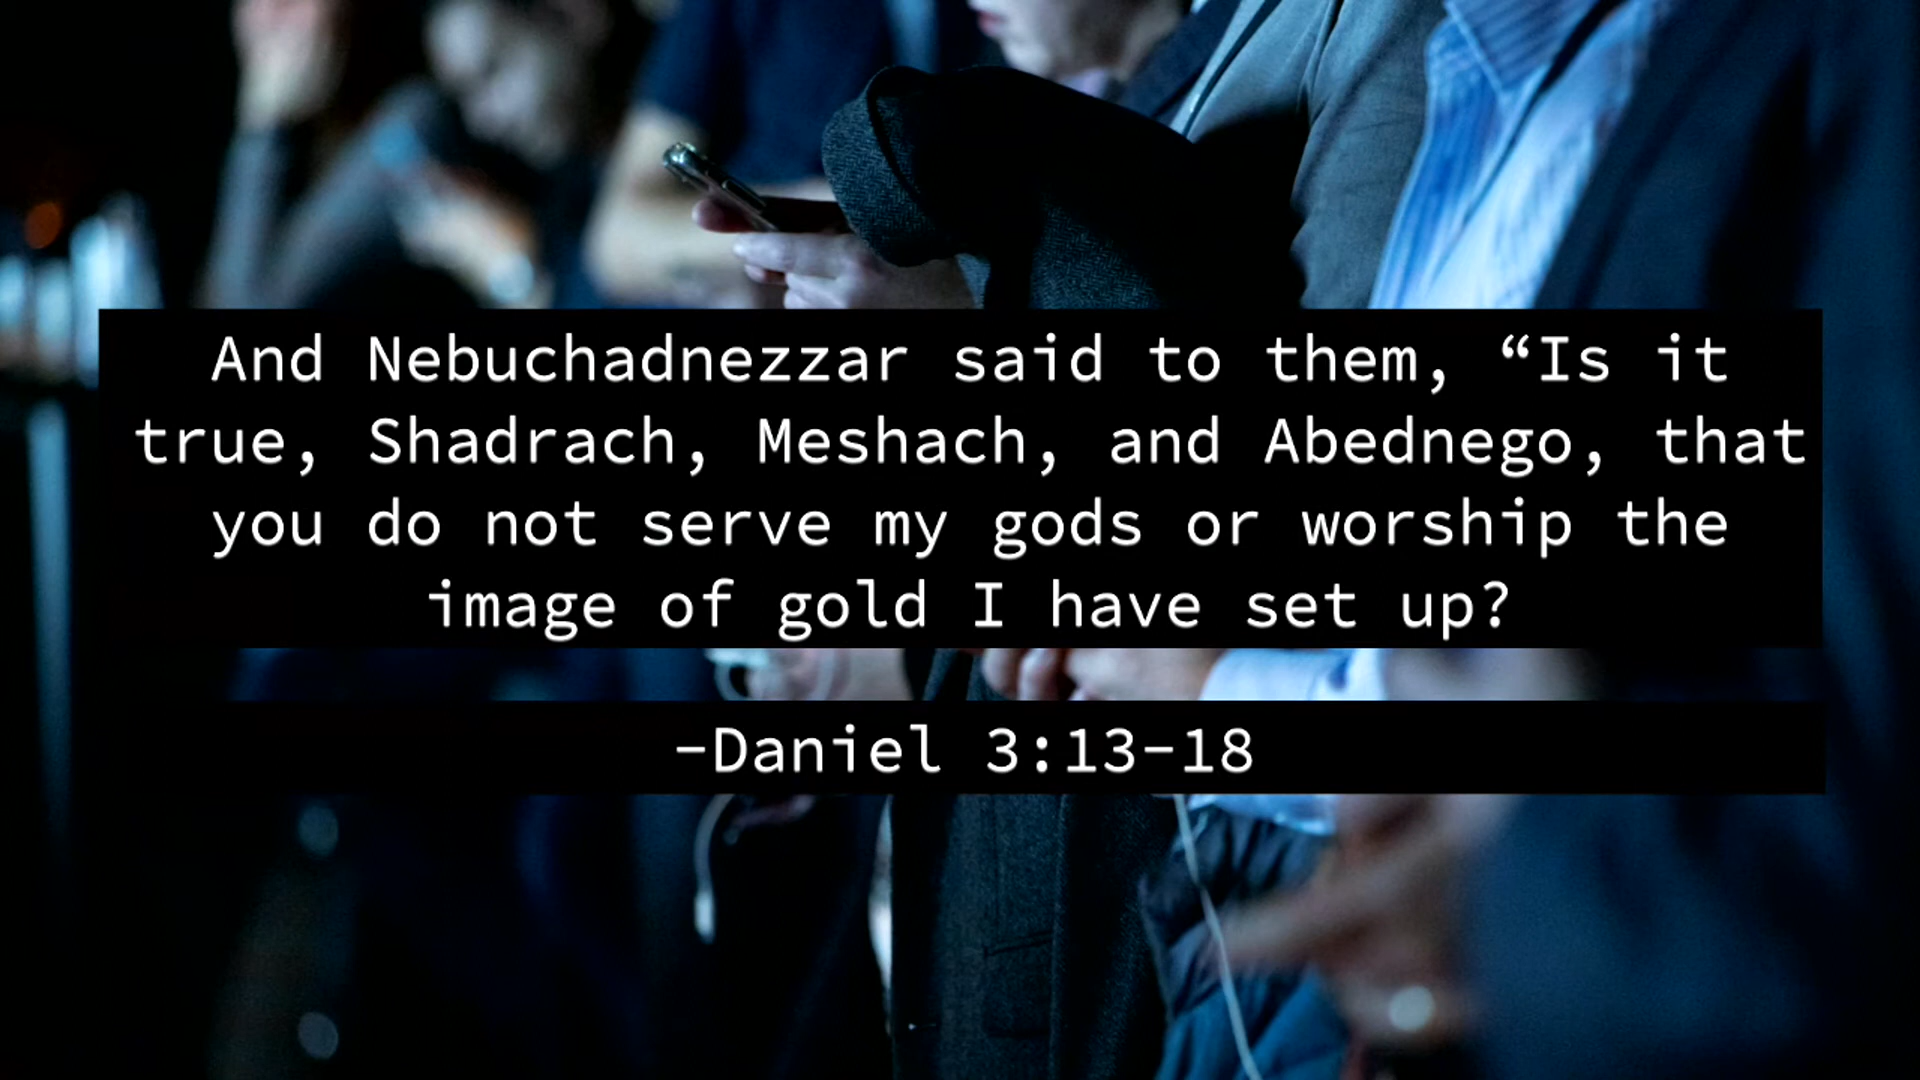 And Nebuchadnezzar said to them, “Is it
true, Shadrach, Meshach, and Abednego, that
you do not serve my gods or worship the
image of gold I have set up?
–Daniel 3:13–18